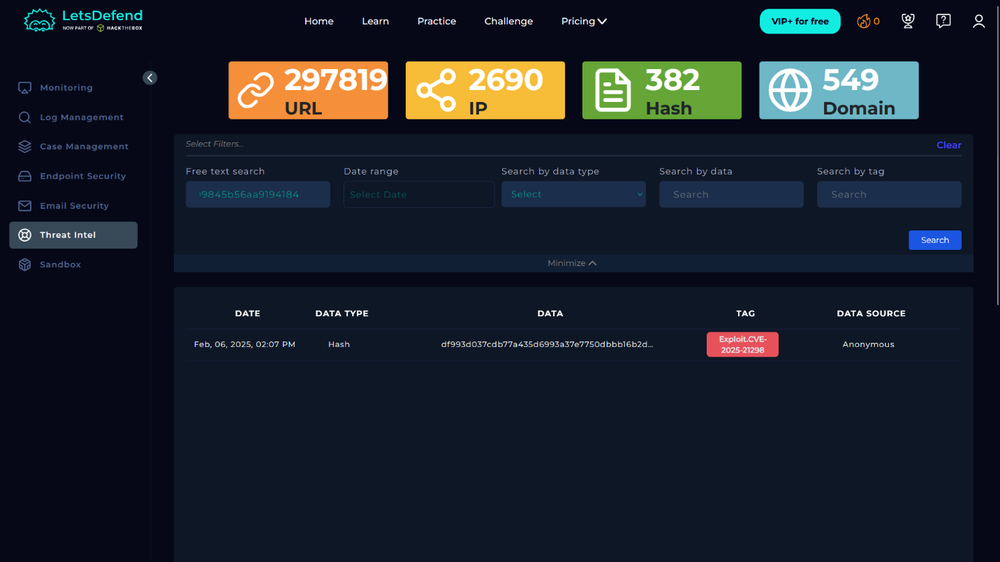 LetsDefend
NOW PART OF HACKTHEBOX
Home Learn Practice Challenge Pricing
VIP+ for free 0
297819 URL
2690 IP
382 Hash
549 Domain
Monitoring
Log Management
Case Management
Endpoint Security
Email Security
Threat Intel
Sandbox
Select Filters... Clear
Free text search Date range Search by data type Search by data Search by tag
9845b56aa9194184 Select Date Select Search Search
Search
Minimize
DATE DATA TYPE DATA TAG DATA SOURCE
Feb, 06, 2025, 02:07 PM Hash df993d037cdb77a435d6993a37e7750dbbb16b2d... Exploit.CVE-2025-21298 Anonymous